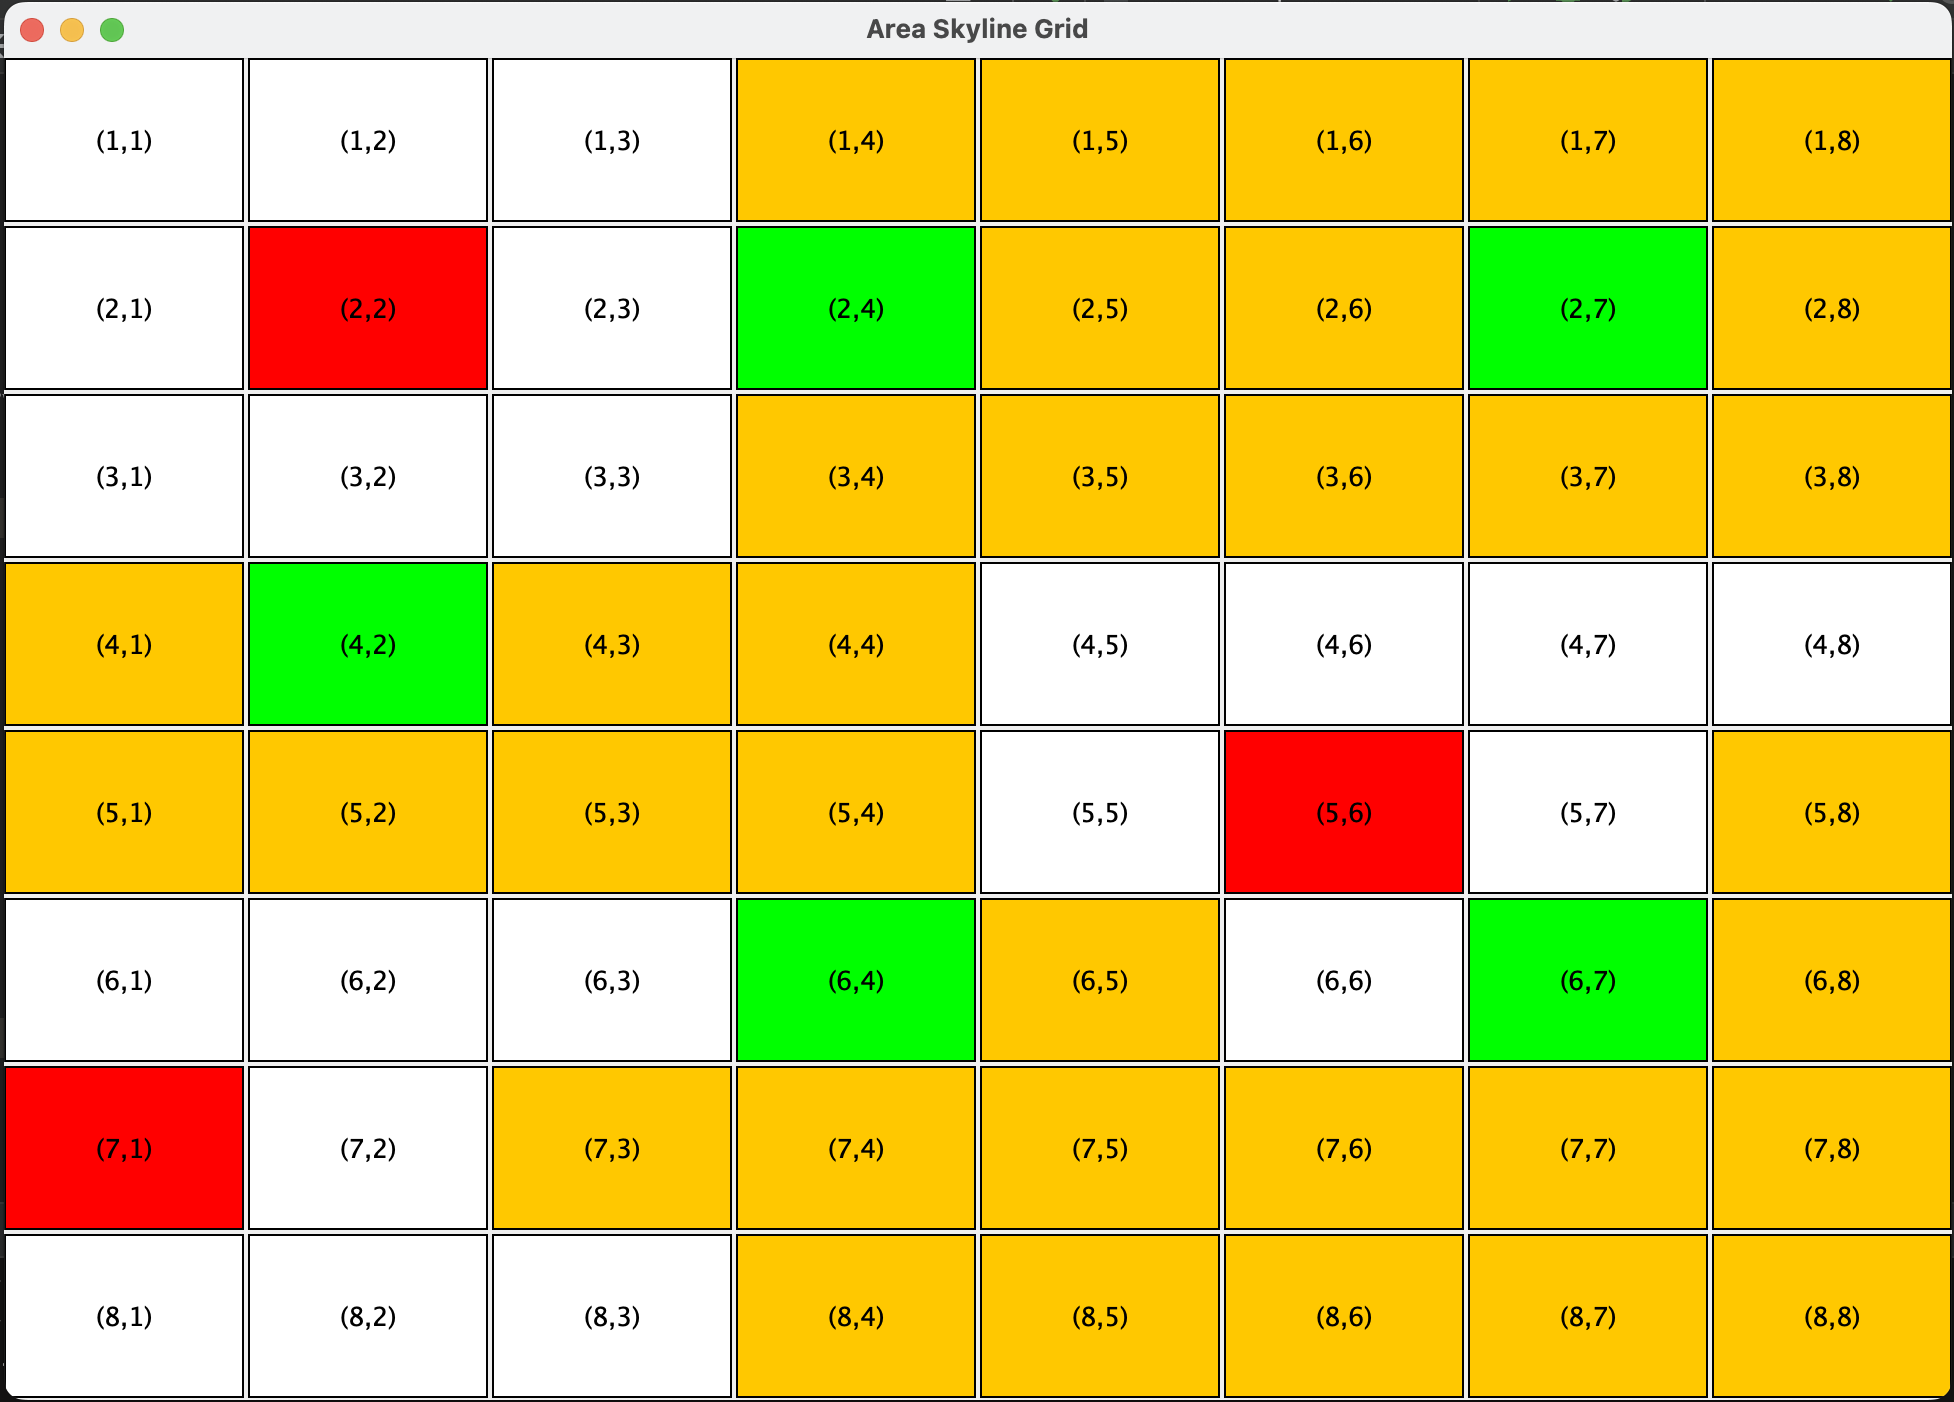 Area Skyline Grid
(1,1) (1,2) (1,3) (1,4) (1,5) (1,6) (1,7) (1,8)
(2,1) (2,2) (2,3) (2,4) (2,5) (2,6) (2,7) (2,8)
(3,1) (3,2) (3,3) (3,4) (3,5) (3,6) (3,7) (3,8)
(4,1) (4,2) (4,3) (4,4) (4,5) (4,6) (4,7) (4,8)
(5,1) (5,2) (5,3) (5,4) (5,5) (5,6) (5,7) (5,8)
(6,1) (6,2) (6,3) (6,4) (6,5) (6,6) (6,7) (6,8)
(7,1) (7,2) (7,3) (7,4) (7,5) (7,6) (7,7) (7,8)
(8,1) (8,2) (8,3) (8,4) (8,5) (8,6) (8,7) (8,8)